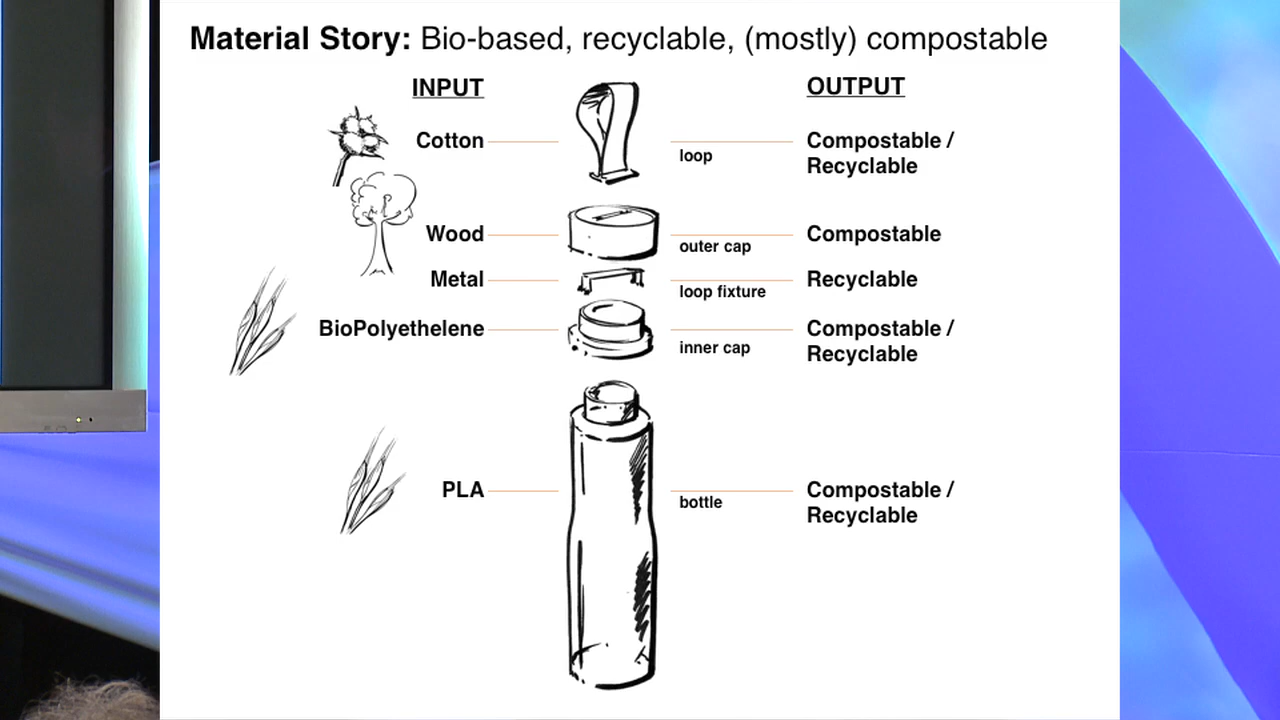 Material Story: Bio-based, recyclable, (mostly) compostable
INPUT
OUTPUT
Cotton
loop
Compostable /
Recyclable
Wood
outer cap
Compostable
Metal
loop fixture
Recyclable
BioPolyethelene
inner cap
Compostable /
Recyclable
PLA
bottle
Compostable /
Recyclable